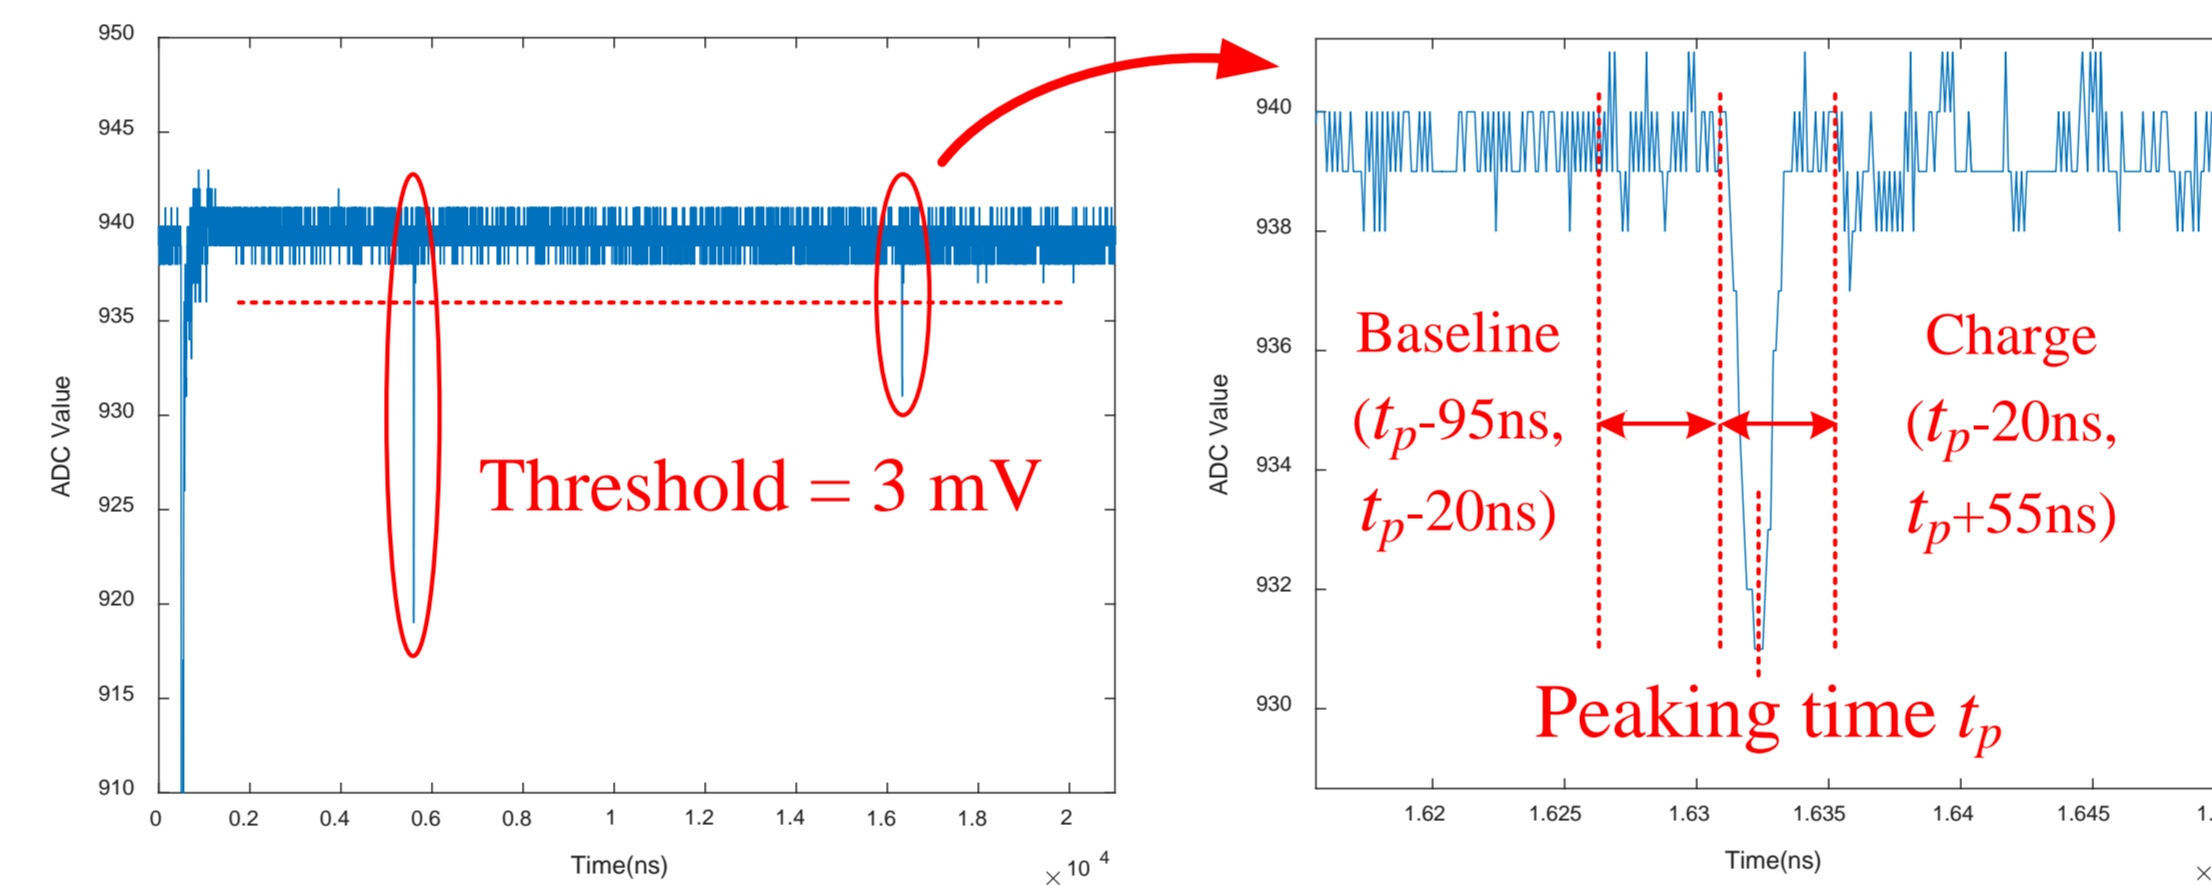 950
945
940
935
930
925
920
915
910
ADC Value
Threshold = 3 mV
0 0.2 0.4 0.6 0.8 1 1.2 1.4 1.6 1.8 2
Time(ns)
× 10 4
940
938
936
934
932
930
ADC Value
Baseline
(tp-95ns,
tp-20ns)
Charge
(tp-20ns,
tp+55ns)
Peaking time tp
1.62 1.625 1.63 1.635 1.64 1.645
Time(ns)
×